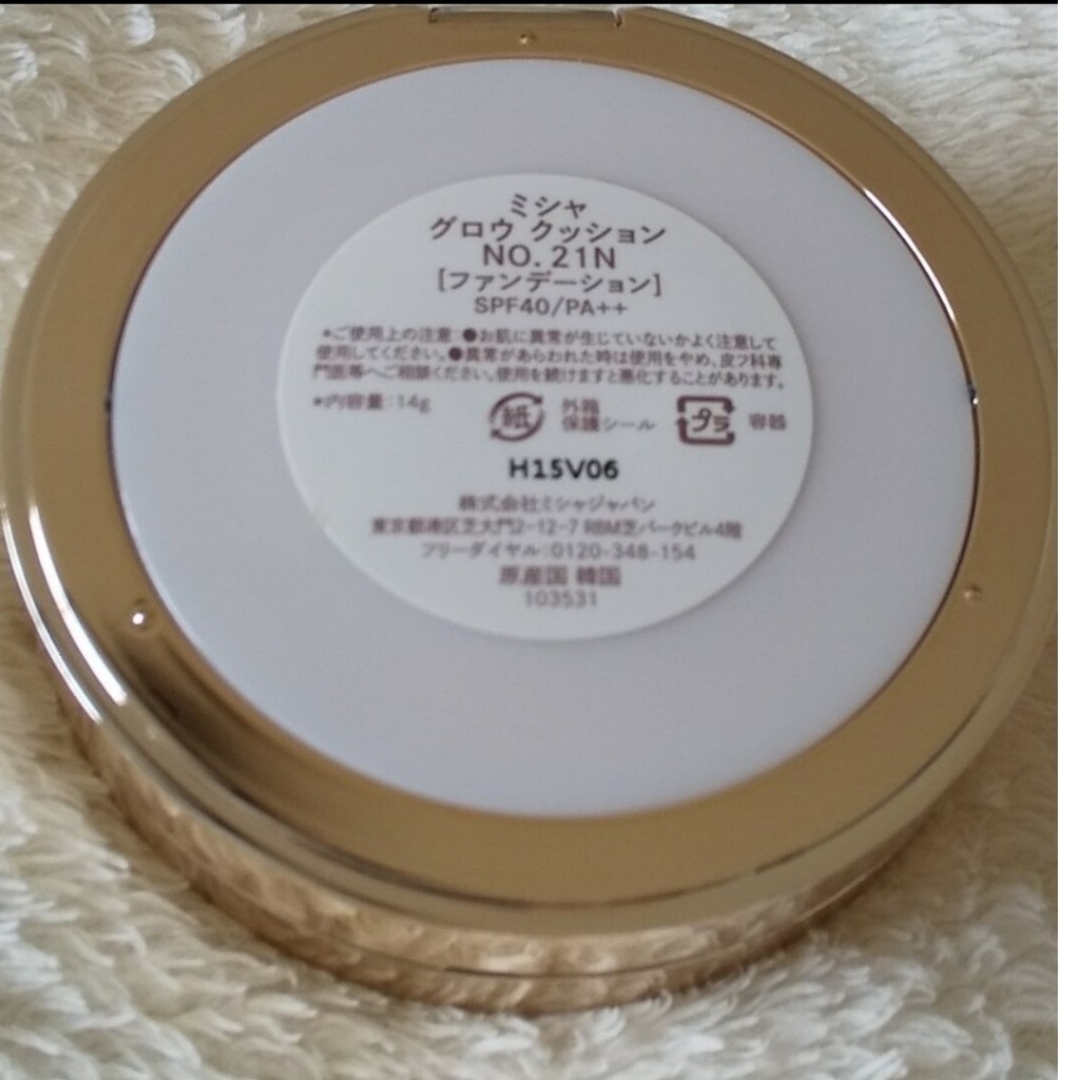 ミシャ
グロウ クッション
NO. 21N
[ファンデーション]
SPF40/PA++
*ご使用上の注意:●お肌に異常が生じていないかよく注意して
使用してください。●異常があらわれた時は使用をやめ、皮フ科専
門医等へご相談ください。使用を続けますと悪化することがあります。
*内容量:14g
紙 外箱 プラ 容器
保護シール
H15V06
株式会社ミシャジャパン
東京都港区芝大門2-12-7 RBM芝パークビル4階
フリーダイヤル:0120-348-154
原産国 韓国
103531